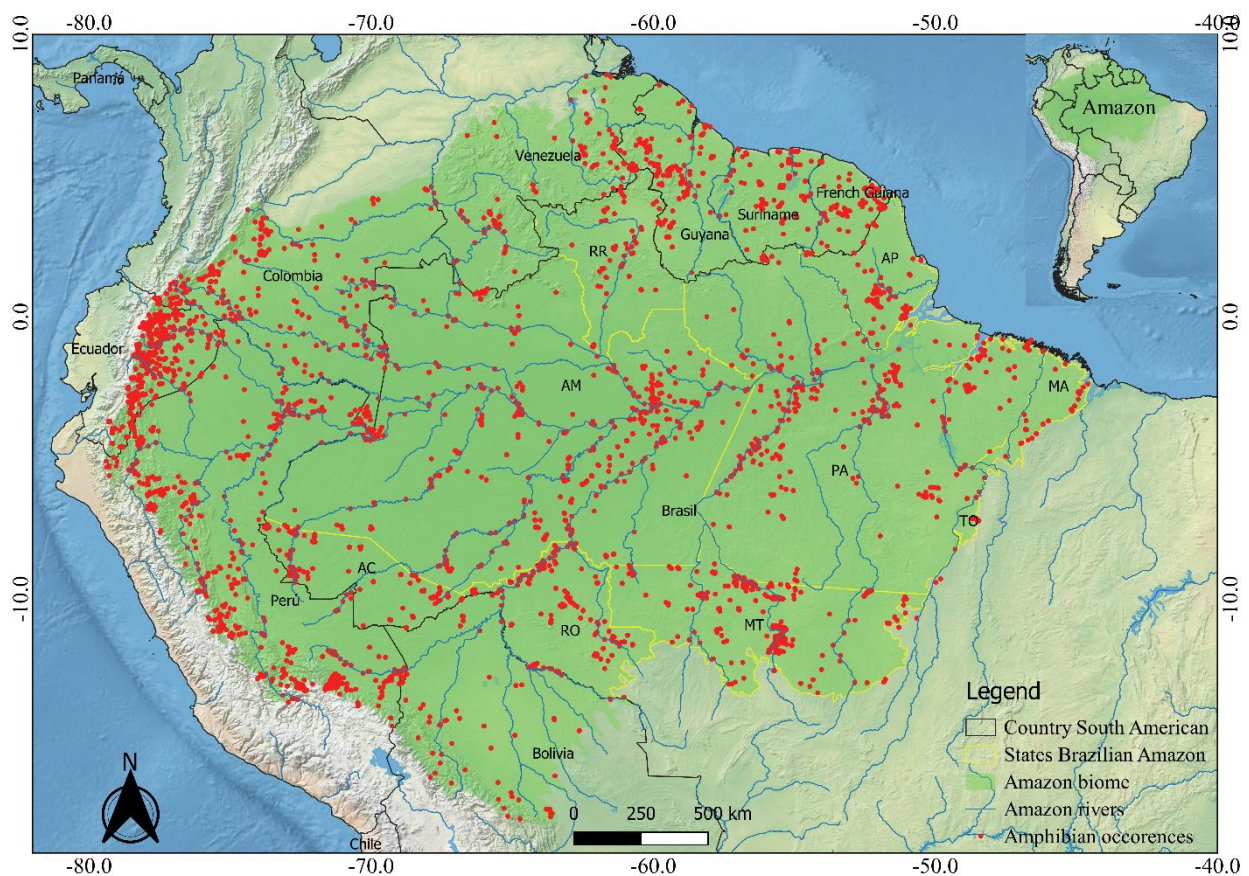 -80.0 -70.0 -60.0 -50.0 -40.0
10.0 10.0
Panamá
Amazon
Venezuela
French Guiana
Suriname
Guyana
RR
AP
Colombia
0.0 0.0
Ecuador
AM
MA
PA
Brasil
TO
AC
-10.0 -10.0
Perú
RO
MT
Legend
Country South American
States Brazilian Amazon
Bolivia
Amazon biome
N
0 250 500 km
Amazon rivers
Amphibian occorences
Chile
-80.0 -70.0 -60.0 -50.0 -40.0